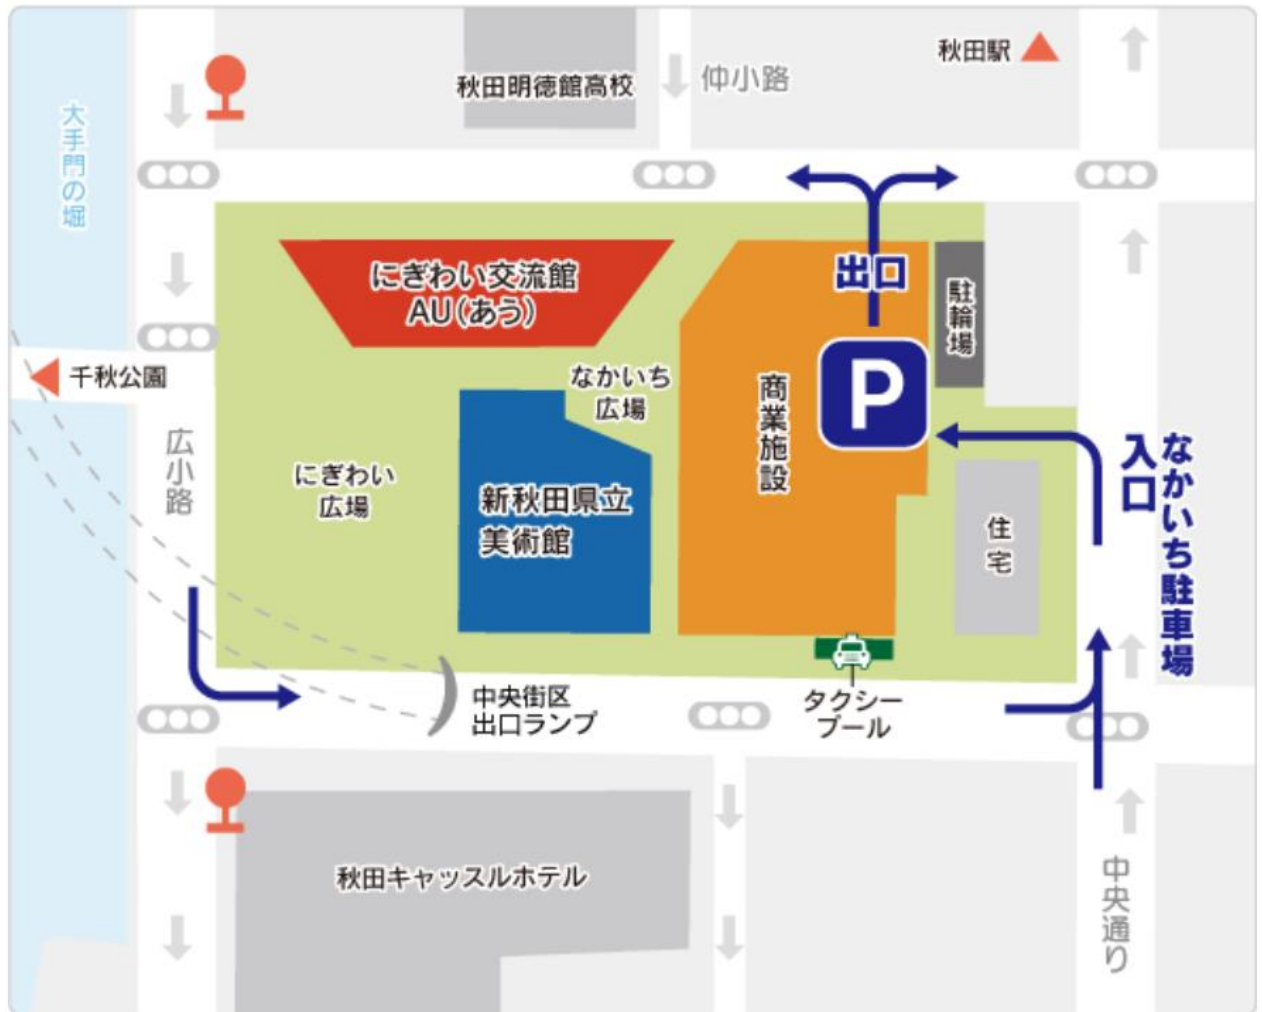 秋田駅
秋田明徳館高校
仲小路
大手門の堀
出口
にぎわい交流館
AU(あう)
駐輪場
千秋公園
なかいち
広場
商業施設
P
広小路
なかいち駐車場
入口
にぎわい
広場
新秋田県立
美術館
住宅
中央街区
出口ランプ
タクシー
プール
秋田キャッスルホテル
中央通り